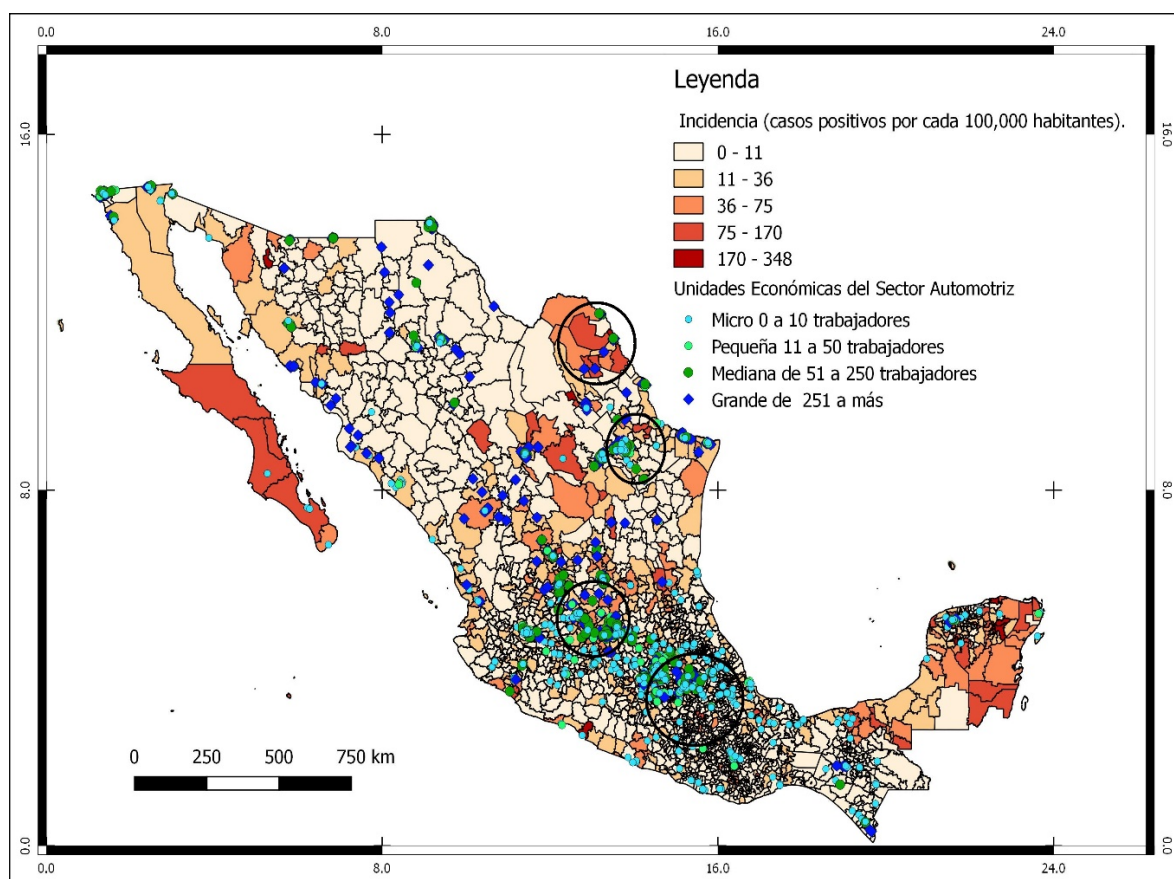 0.0
8.0
16.0
24.0
16.0
16.0
Leyenda
Incidencia (casos positivos por cada 100,000 habitantes).
0 - 11
11 - 36
36 - 75
75 - 170
170 - 348
Unidades Económicas del Sector Automotriz
Micro 0 a 10 trabajadores
Pequeña 11 a 50 trabajadores
Mediana de 51 a 250 trabajadores
Grande de 251 a más
8.0
8.0
0 250 500 750 km
0.0
0.0
0.0
8.0
16.0
24.0